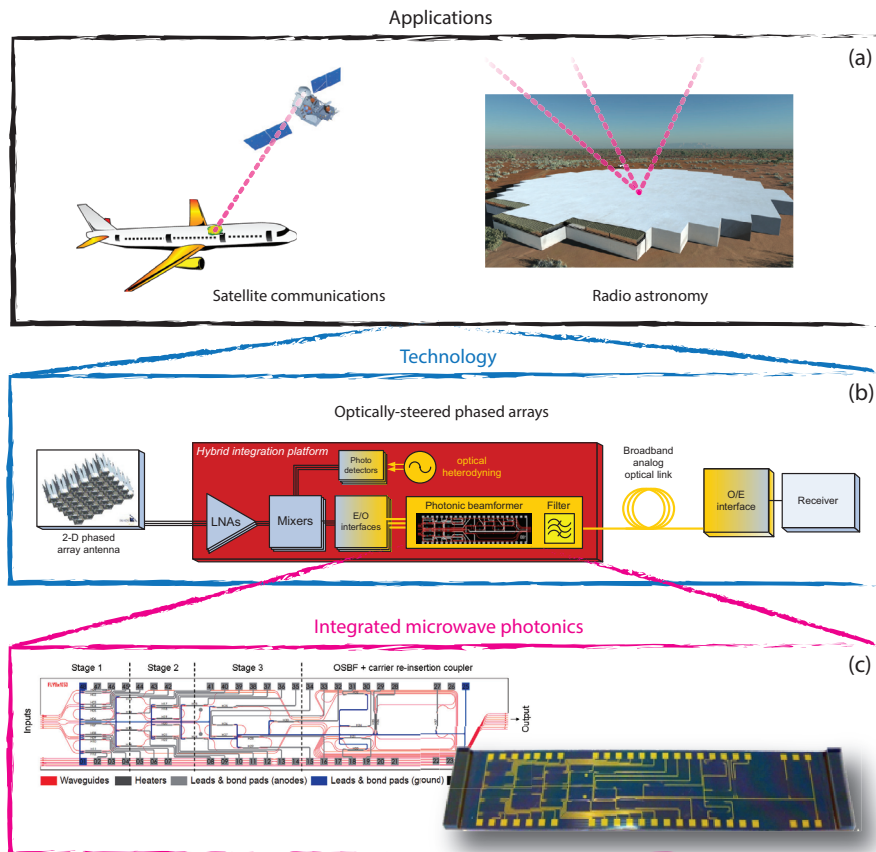 Applications
(a)
Satellite communications
Radio astronomy
Technology
(b)
Optically-steered phased arrays
Hybrid integration platform
Photo
detectors
optical
heterodyning
Broadband
analog
optical link
LNAs
Mixers
E/O
interfaces
Photonic beamformer
Filter
O/E
interface
Receiver
2-D phased
array antenna
Integrated microwave photonics
(c)
Stage 1
Stage 2
Stage 3
OSBF + carrier re-insertion coupler
Inputs
Output
Waveguides
Heaters
Leads & bond pads (anodes)
Leads & bond pads (ground)